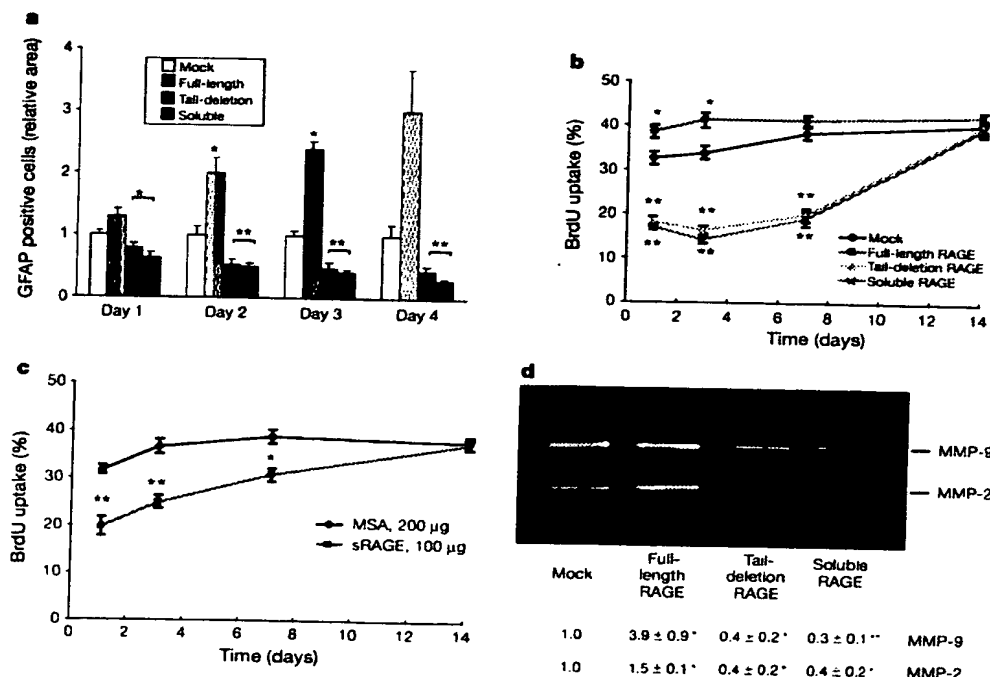 a
GFAP positive cells (relative area)
4
3
2
1
0
Mock
Full-length
Tail-deletion
Soluble
*
*
**
*
**
**
Day 1
Day 2
Day 3
Day 4
b
BrdU uptake (%)
50
40
30
20
10
0
*
*
**
**
**
**
**
**
Mock
Full-length RAGE
Tail-deletion RAGE
Soluble RAGE
0 2 4 6 8 10 12 14
Time (days)
c
BrdU uptake (%)
50
40
30
20
0
**
**
*
MSA, 200 µg
sRAGE, 100 µg
0 2 4 6 8 10 12 14
Time (days)
d
MMP-9
MMP-2
Mock
Full-
length
RAGE
Tail-
deletion
RAGE
Soluble
RAGE
1.0 3.9 ± 0.9* 0.4 ± 0.2* 0.3 ± 0.1** MMP-9
1.0 1.5 ± 0.1* 0.4 ± 0.2* 0.4 ± 0.2* MMP-2